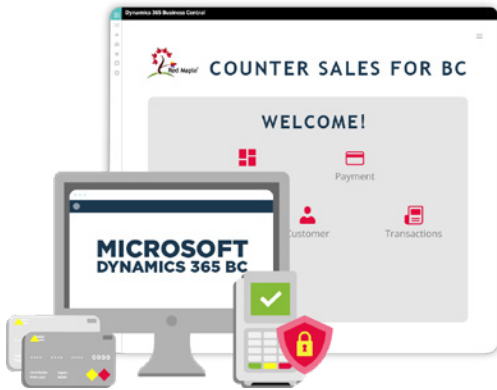 Dynamics 365 Business Central
Red Maple
COUNTER SALES FOR BC
WELCOME!
Payment
Customer
Transactions
MICROSOFT
DYNAMICS 365 BC